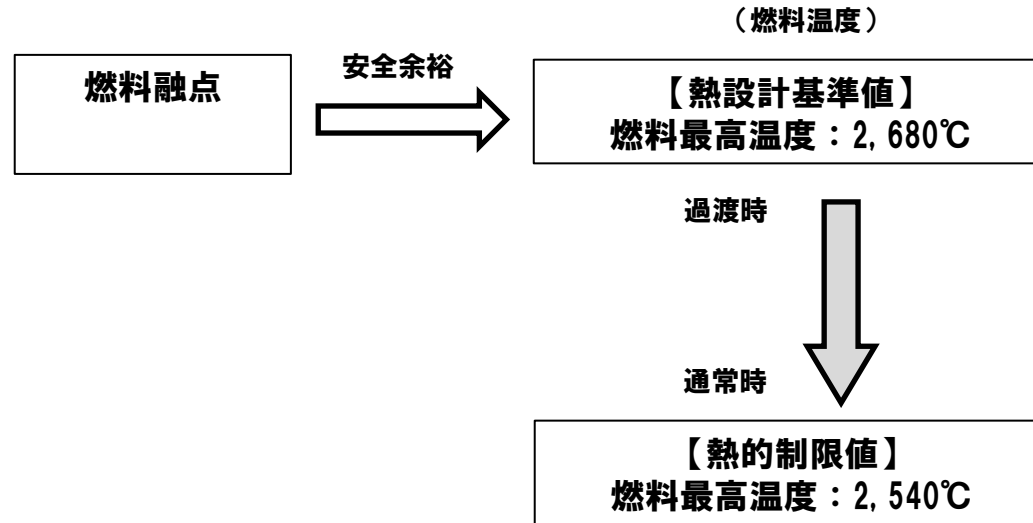 （燃料温度）
燃料融点
安全余裕
【熱設計基準値】
燃料最高温度：2,680℃
過渡時
通常時
【熱的制限値】
燃料最高温度：2,540℃